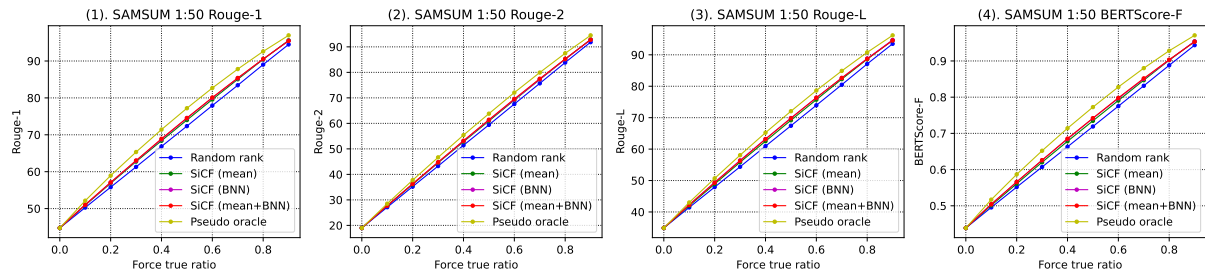 (1). SAMSUM 1:50 Rouge-1
Rouge-1
90
80
70
60
50
0.0 0.2 0.4 0.6 0.8
Force true ratio
Random rank
SiCF (mean)
SiCF (BNN)
SiCF (mean+BNN)
Pseudo oracle
(2). SAMSUM 1:50 Rouge-2
Rouge-2
90
80
70
60
50
40
30
20
0.0 0.2 0.4 0.6 0.8
Force true ratio
Random rank
SiCF (mean)
SiCF (BNN)
SiCF (mean+BNN)
Pseudo oracle
(3). SAMSUM 1:50 Rouge-L
Rouge-L
90
80
70
60
50
40
0.0 0.2 0.4 0.6 0.8
Force true ratio
Random rank
SiCF (mean)
SiCF (BNN)
SiCF (mean+BNN)
Pseudo oracle
(4). SAMSUM 1:50 BERTScore-F
BERTScore-F
0.9
0.8
0.7
0.6
0.5
0.0 0.2 0.4 0.6 0.8
Force true ratio
Random rank
SiCF (mean)
SiCF (BNN)
SiCF (mean+BNN)
Pseudo oracle